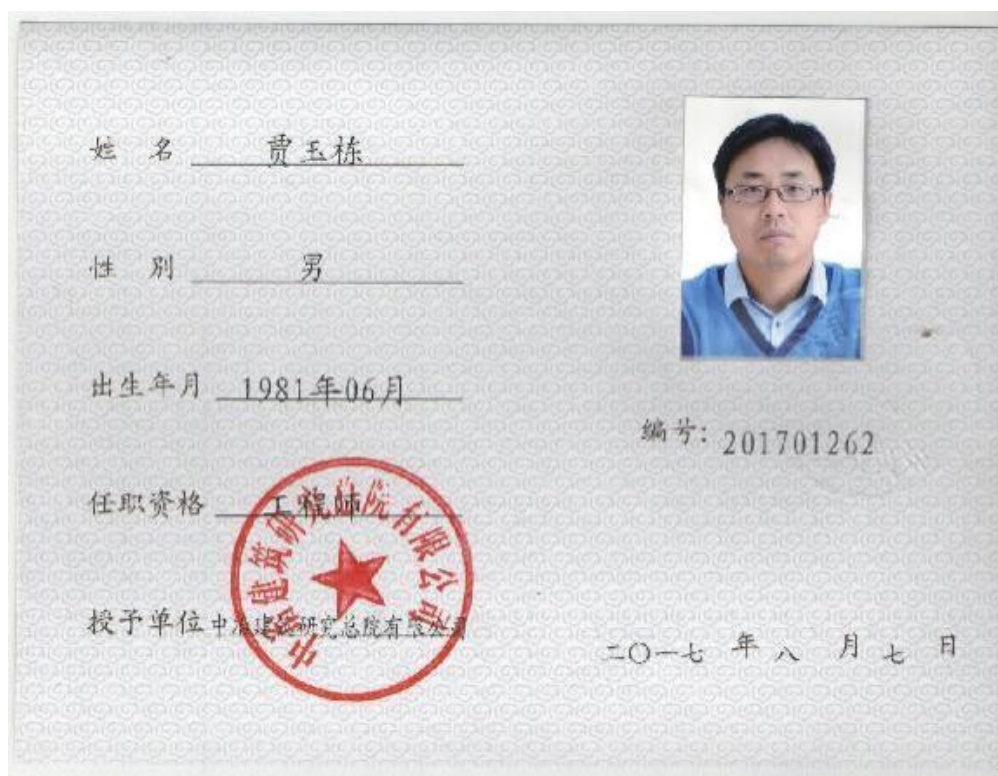 姓 名 贾玉栋
性 别 男
出生年月 1981年06月
编号: 201701262
任职资格 工程师
授予单位 中冶建筑研究总院有限公司
中冶建筑研究总院有限公司
二〇一七 年 八 月 七 日